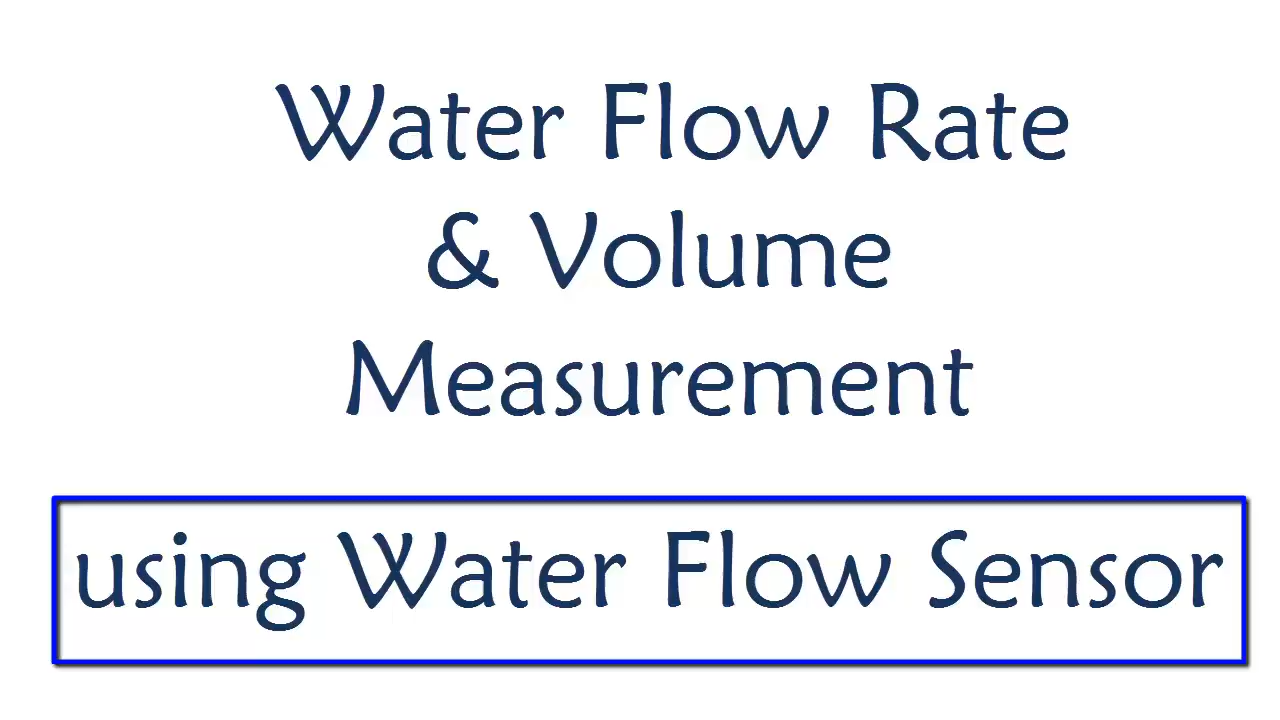 Water Flow Rate
& Volume
Measurement
using Water Flow Sensor